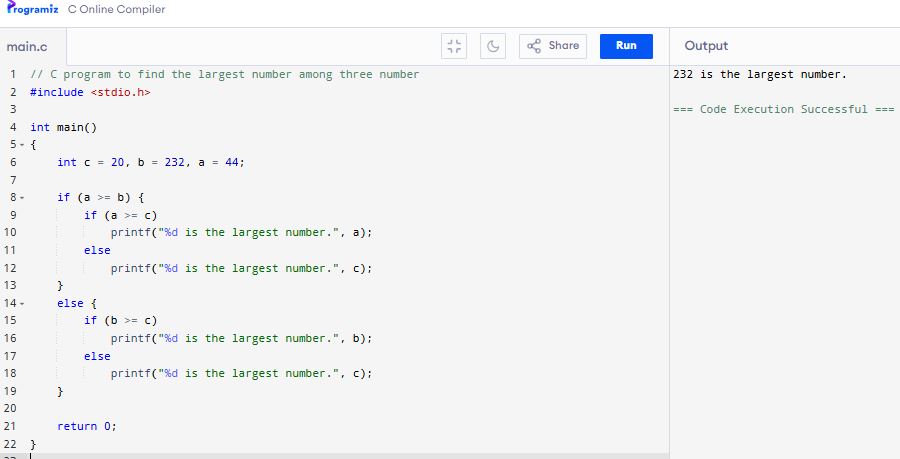 Programiz C Online Compiler
main.c Share Run Output
1 // C program to find the largest number among three number
2 #include <stdio.h>
3
4 int main()
5 {
6 int c = 20, b = 232, a = 44;
7
8 if (a >= b) {
9 if (a >= c)
10 printf("%d is the largest number.", a);
11 else
12 printf("%d is the largest number.", c);
13 }
14 else {
15 if (b >= c)
16 printf("%d is the largest number.", b);
17 else
18 printf("%d is the largest number.", c);
19 }
20
21 return 0;
22 }
232 is the largest number.
=== Code Execution Successful ===